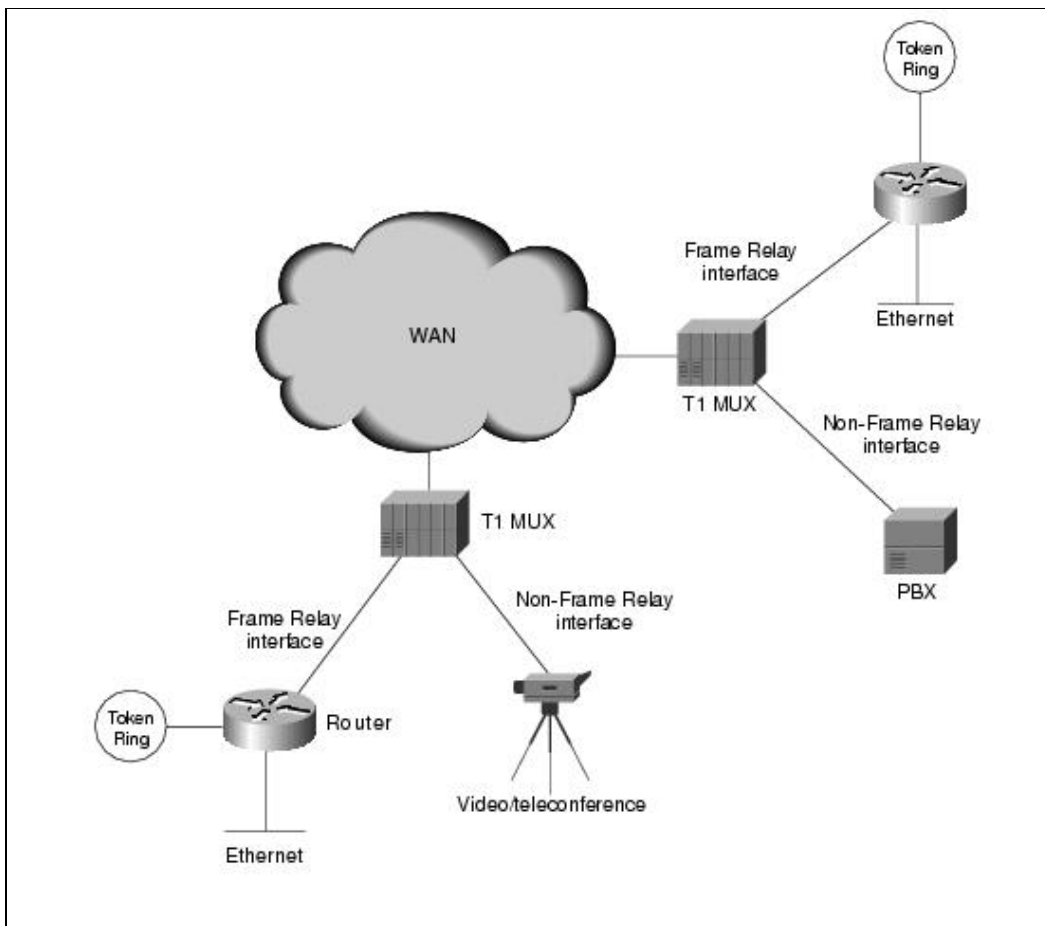 Token
Ring
Frame Relay
interface
Ethernet
WAN
T1 MUX
Non-Frame Relay
interface
T1 MUX
PBX
Non-Frame Relay
interface
Frame Relay
interface
Token
Ring
Router
Video/teleconference
Ethernet